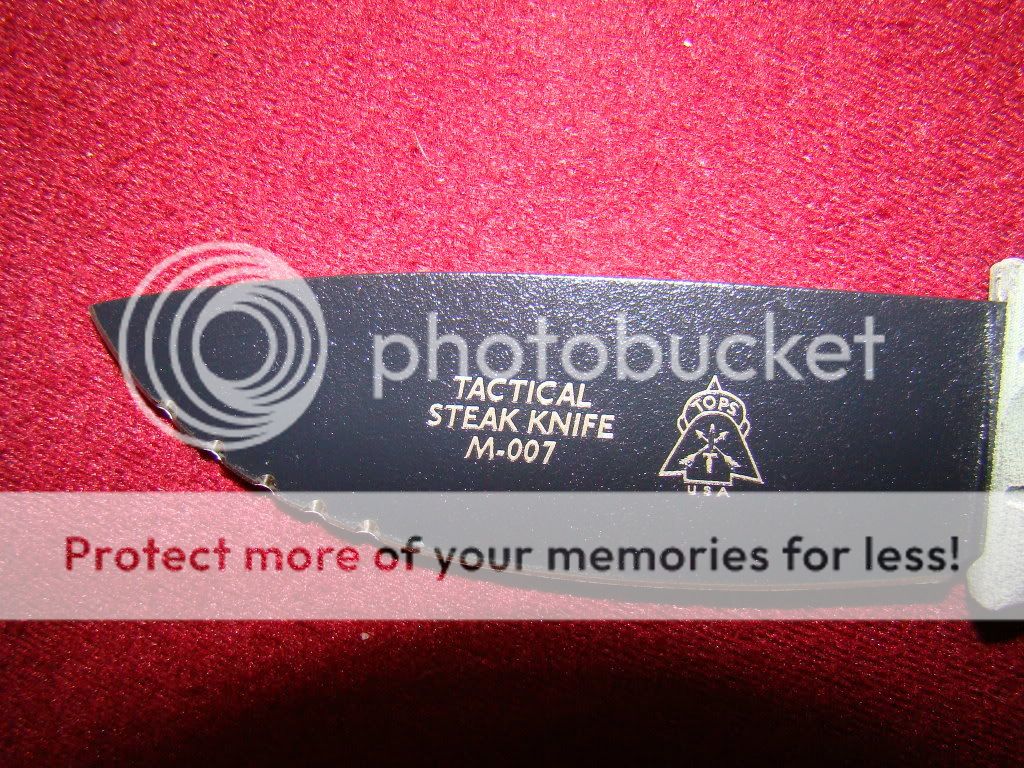 photobucket
TACTICAL
STEAK KNIFE
M-007
TOPS
USA
Protect more of your memories for less!